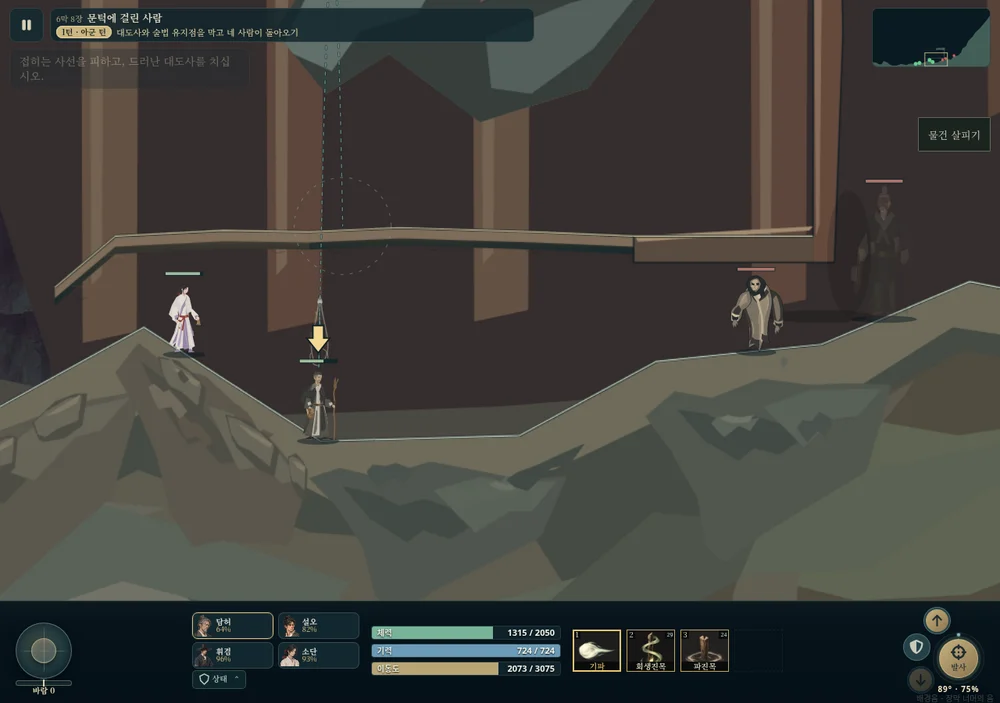 6막 8장 문턱에 걸린 사람
1턴 · 아군 턴 대도사와 술법 유지점을 막고 네 사람이 돌아오기
접히는 사선을 피하고, 드러난 대도사를 치십
시오.
물건 살피기
바람 0
담허
64%
설오
82%
휘겸
96%
소단
93%
상태
체력 1315 / 2050
기력 724 / 724
이동도 2073 / 3075
1
기파
2 29
회생진목
3 24
파진목
발사
89° · 75%